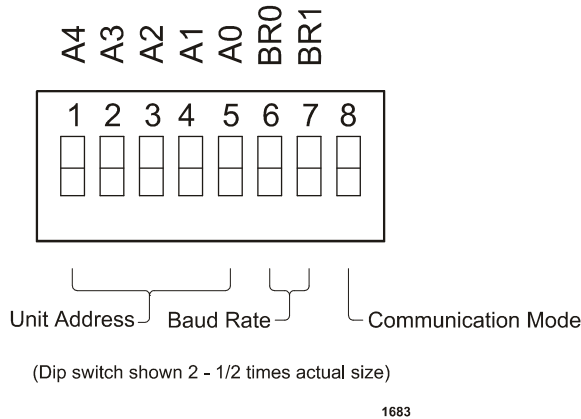 A4 A3 A2 A1 A0 BR0 BR1
1 2 3 4 5 6 7 8
Unit Address Baud Rate Communication Mode
(Dip switch shown 2 - 1/2 times actual size)
1683